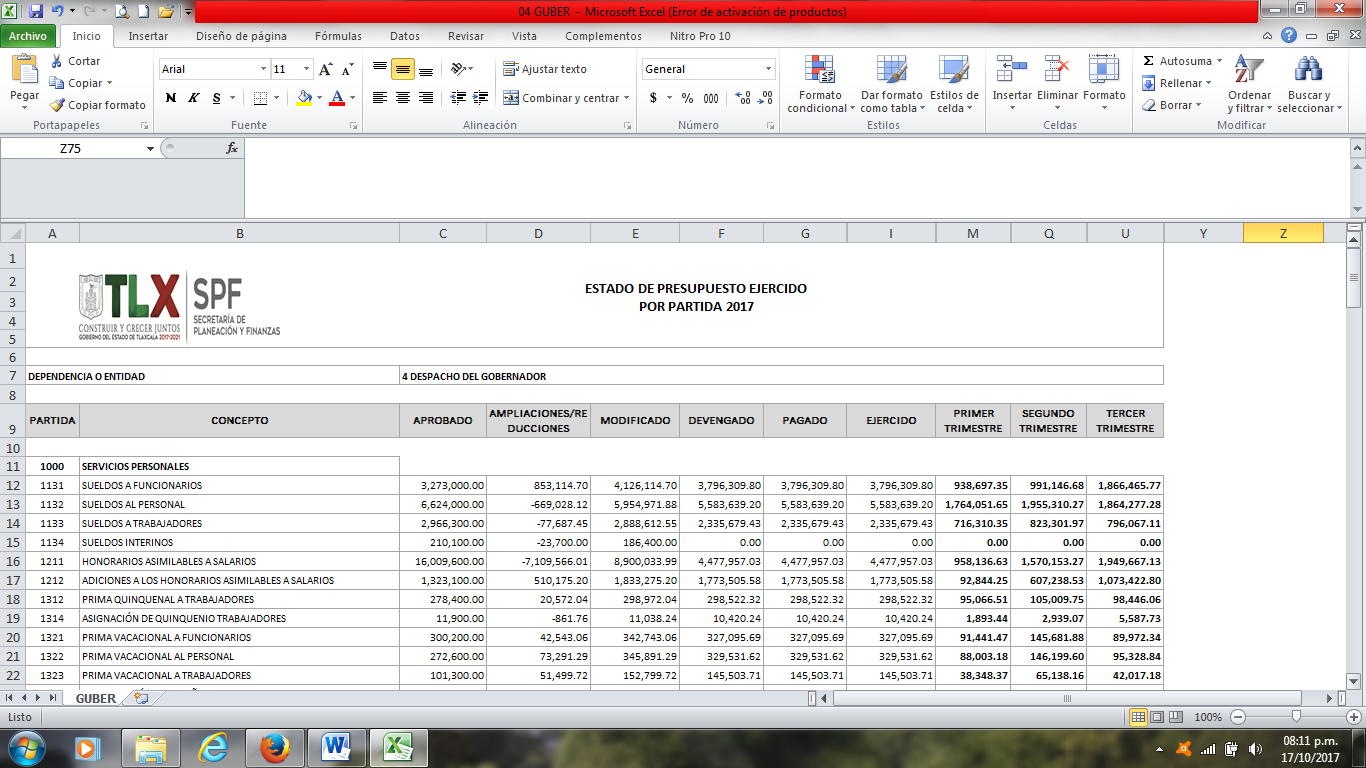 04 GUBER - Microsoft Excel (Error de activación de productos)
Archivo Inicio Insertar Diseño de página Fórmulas Datos Revisar Vista Complementos Nitro Pro 10
Pegar
Cortar
Copiar
Copiar formato
Portapapeles
Arial 11
N K S
Fuente
Ajustar texto
Combinar y centrar
Alineación
General
$ % 000
Número
Formato condicional
Dar formato como tabla
Estilos de celda
Estilos
Insertar Eliminar Formato
Celdas
Autosuma
Rellenar
Borrar
Ordenar y filtrar
Buscar y seleccionar
Modificar
Z75 fx
A B C D E F G I M Q U Y Z
1
2
3
4
5
TLX
CONSTRUIR Y CRECER JUNTOS
GOBIERNO DEL ESTADO DE TLAXCALA 2017-2021
SPF
SECRETARÍA DE
PLANEACIÓN Y FINANZAS
ESTADO DE PRESUPUESTO EJERCIDO
POR PARTIDA 2017
6
7 DEPENDENCIA O ENTIDAD 4 DESPACHO DEL GOBERNADOR
8
9 PARTIDA CONCEPTO APROBADO AMPLIACIONES/REDUCCIONES MODIFICADO DEVENGADO PAGADO EJERCIDO PRIMER TRIMESTRE SEGUNDO TRIMESTRE TERCER TRIMESTRE
10
11 1000 SERVICIOS PERSONALES
12 1131 SUELDOS A FUNCIONARIOS 3,273,000.00 853,114.70 4,126,114.70 3,796,309.80 3,796,309.80 3,796,309.80 938,697.35 991,146.68 1,866,465.77
13 1132 SUELDOS AL PERSONAL 6,624,000.00 -669,028.12 5,954,971.88 5,583,639.20 5,583,639.20 5,583,639.20 1,764,051.65 1,955,310.27 1,864,277.28
14 1133 SUELDOS A TRABAJADORES 2,966,300.00 -77,687.45 2,888,612.55 2,335,679.43 2,335,679.43 2,335,679.43 716,310.35 823,301.97 796,067.11
15 1134 SUELDOS INTERINOS 210,100.00 -23,700.00 186,400.00 0.00 0.00 0.00 0.00 0.00 0.00
16 1211 HONORARIOS ASIMILABLES A SALARIOS 16,009,600.00 -7,109,566.01 8,900,033.99 4,477,957.03 4,477,957.03 4,477,957.03 958,136.63 1,570,153.27 1,949,667.13
17 1212 ADICIONES A LOS HONORARIOS ASIMILABLES A SALARIOS 1,323,100.00 510,175.20 1,833,275.20 1,773,505.58 1,773,505.58 1,773,505.58 92,844.25 607,238.53 1,073,422.80
18 1312 PRIMA QUINQUENAL A TRABAJADORES 278,400.00 20,572.04 298,972.04 298,522.32 298,522.32 298,522.32 95,066.51 105,009.75 98,446.06
19 1314 ASIGNACIÓN DE QUINQUENIO TRABAJADORES 11,900.00 -861.76 11,038.24 10,420.24 10,420.24 10,420.24 1,893.44 2,939.07 5,587.73
20 1321 PRIMA VACACIONAL A FUNCIONARIOS 300,200.00 42,543.06 342,743.06 327,095.69 327,095.69 327,095.69 91,441.47 145,681.88 89,972.34
21 1322 PRIMA VACACIONAL AL PERSONAL 272,600.00 73,291.29 345,891.29 329,531.62 329,531.62 329,531.62 88,003.18 146,199.60 95,328.84
22 1323 PRIMA VACACIONAL A TRABAJADORES 101,300.00 51,499.72 152,799.72 145,503.71 145,503.71 145,503.71 38,348.37 65,138.16 42,017.18
GUBER
Listo 100%
08:11 p.m.
17/10/2017